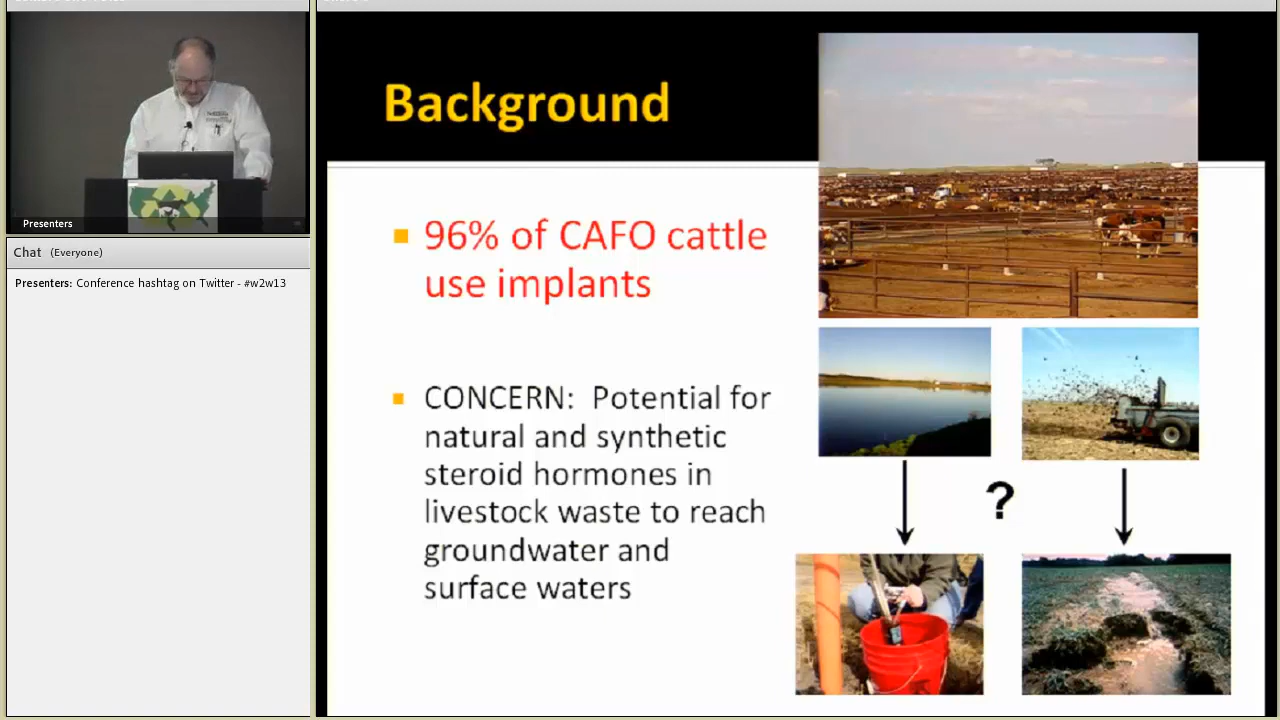 Presenters
Chat (Everyone)
Presenters: Conference hashtag on Twitter - #w2w13
Background
96% of CAFO cattle
use implants
CONCERN: Potential for
natural and synthetic
steroid hormones in
livestock waste to reach
groundwater and
surface waters
?